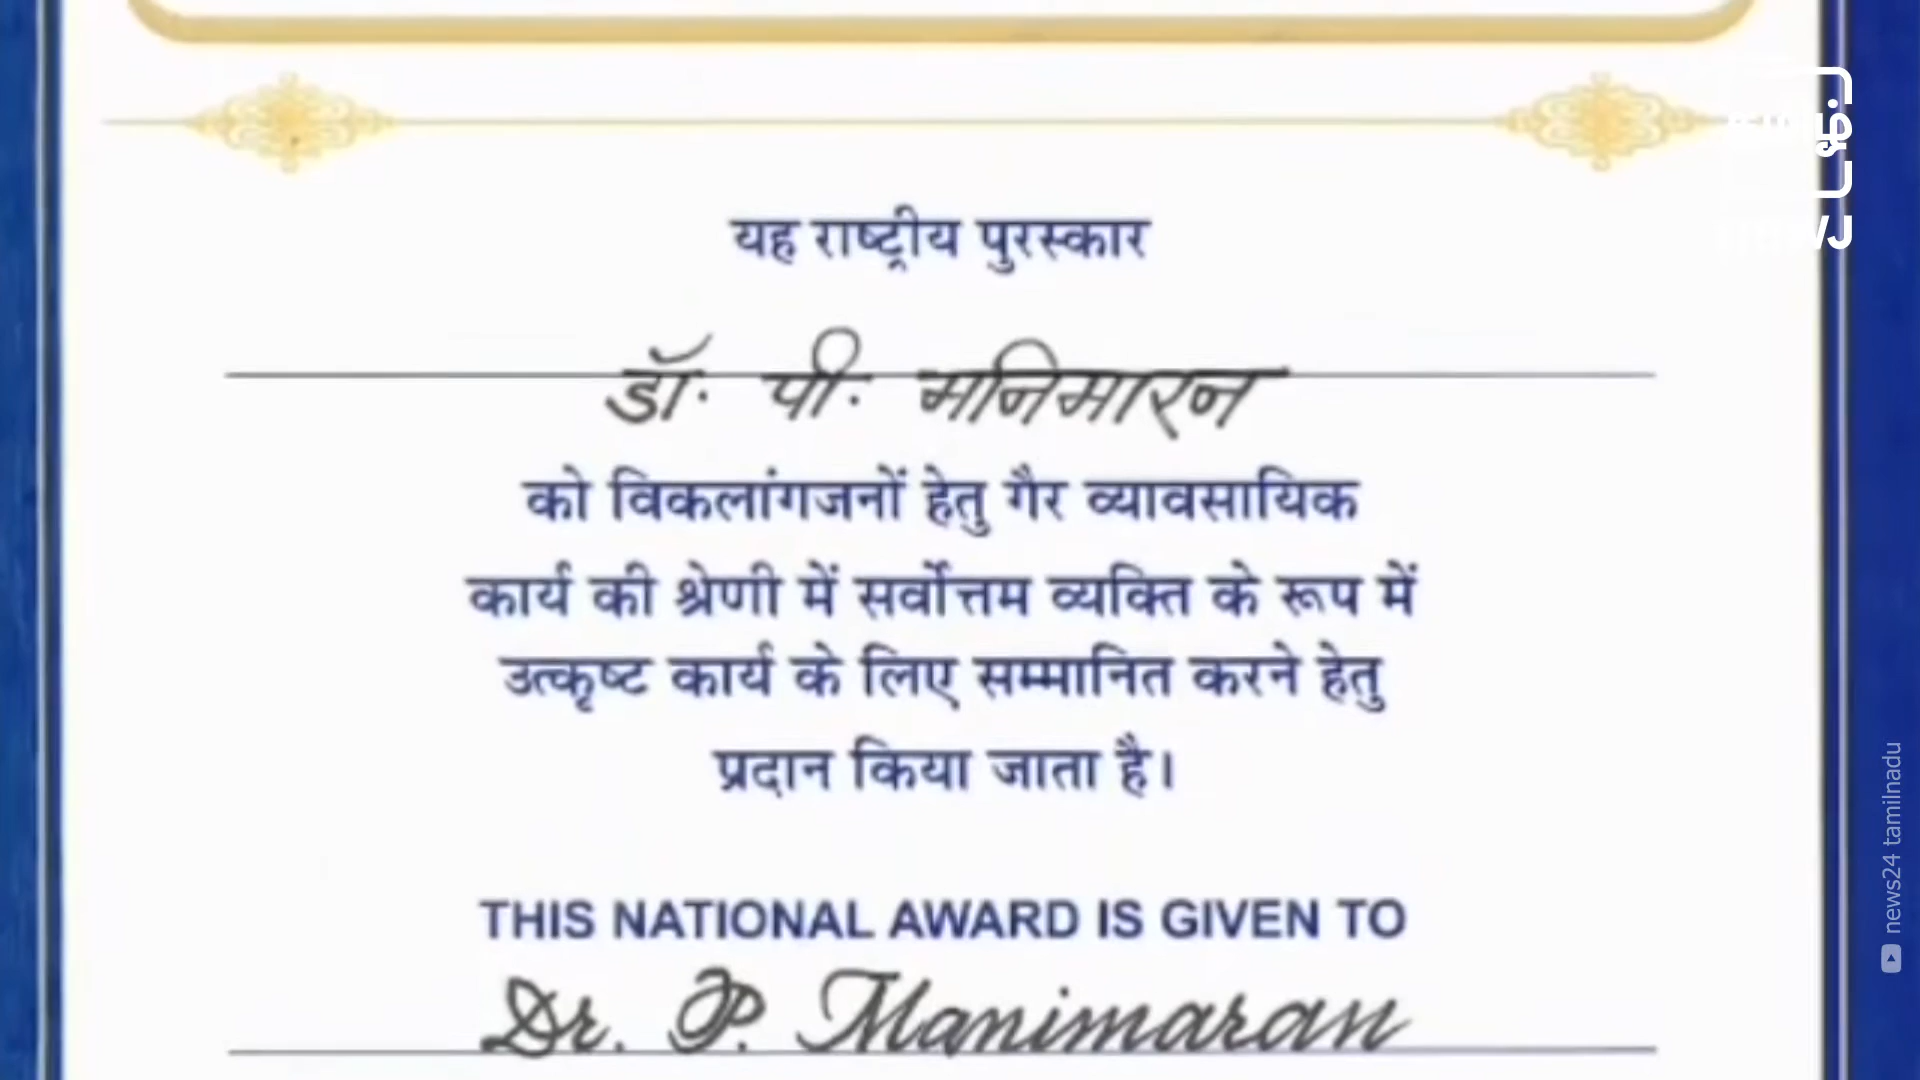 यह राष्ट्रीय पुरस्कार
डॉ. पी. मनिमारन
को विकलांगजनों हेतु गैर व्यावसायिक
कार्य की श्रेणी में सर्वोत्तम व्यक्ति के रूप में
उत्कृष्ट कार्य के लिए सम्मानित करने हेतु
प्रदान किया जाता है।
THIS NATIONAL AWARD IS GIVEN TO
Dr. P. Manimaran
news24 tamilnadu